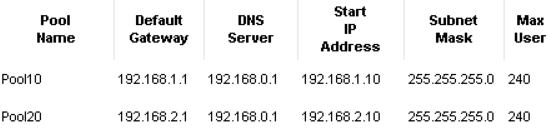 Pool Name Default Gateway DNS Server Start IP Address Subnet Mask Max User
Pool10 192.168.1.1 192.168.0.1 192.168.1.10 255.255.255.0 240
Pool20 192.168.2.1 192.168.0.1 192.168.2.10 255.255.255.0 240